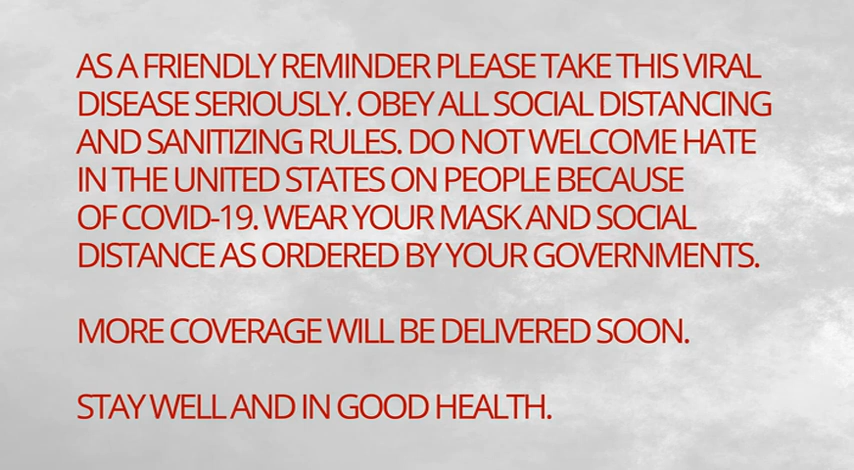 AS A FRIENDLY REMINDER PLEASE TAKE THIS VIRAL
DISEASE SERIOUSLY. OBEY ALL SOCIAL DISTANCING
AND SANITIZING RULES. DO NOT WELCOME HATE
IN THE UNITED STATES ON PEOPLE BECAUSE
OF COVID-19. WEAR YOUR MASK AND SOCIAL
DISTANCE AS ORDERED BY YOUR GOVERNMENTS.
MORE COVERAGE WILL BE DELIVERED SOON.
STAY WELL AND IN GOOD HEALTH.